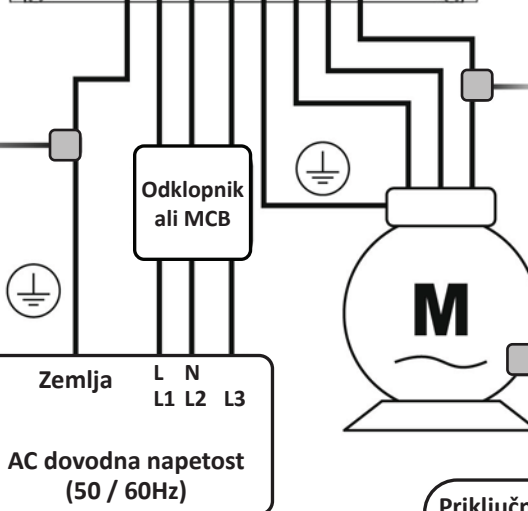 Odklopnik
ali MCB
M
Zemlja
L N
L1 L2 L3
AC dovodna napetost
(50 / 60Hz)